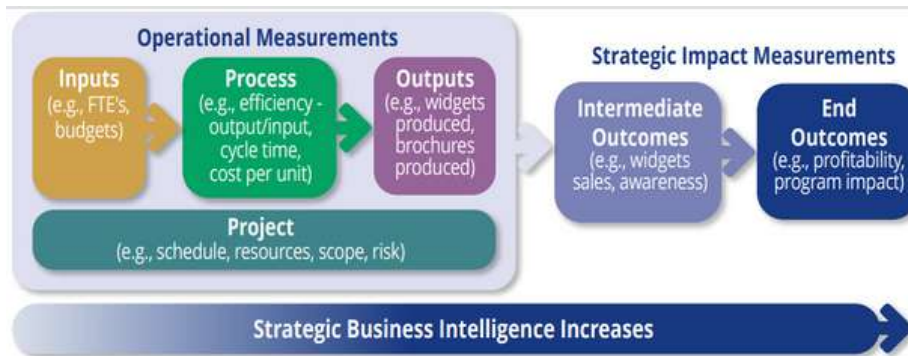 Operational Measurements
Strategic Impact Measurements
Inputs
(e.g., FTE's,
budgets)
Process
(e.g., efficiency -
output/input,
cycle time,
cost per unit)
Outputs
(e.g., widgets
produced,
brochures
produced)
Intermediate
Outcomes
(e.g., widgets
sales, awareness)
End
Outcomes
(e.g., profitability,
program impact)
Project
(e.g., schedule, resources, scope, risk)
Strategic Business Intelligence Increases